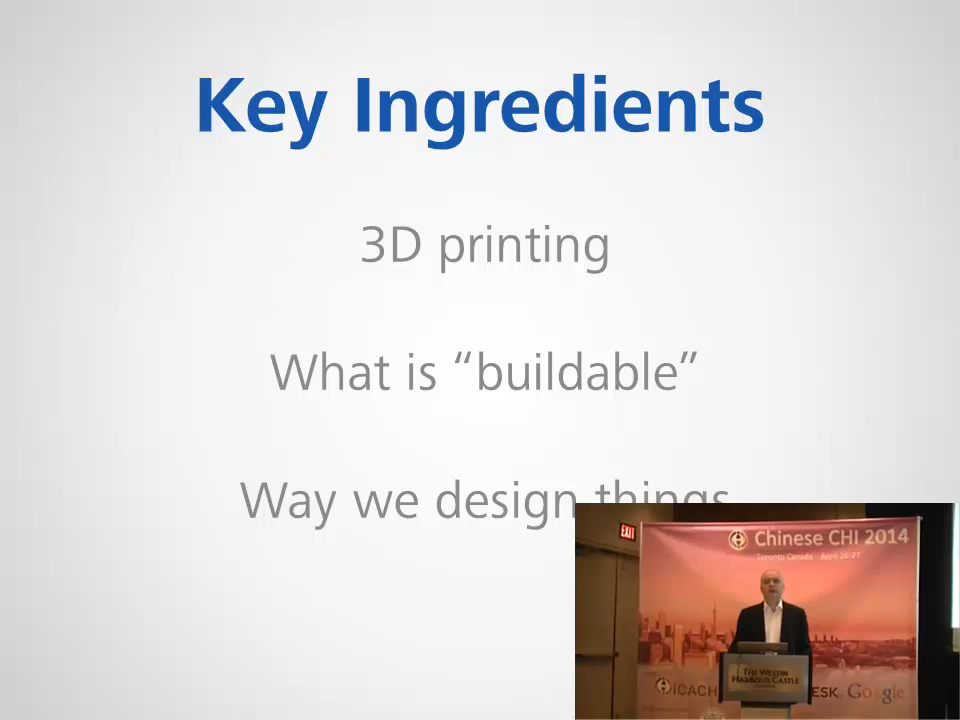 Key Ingredients
3D printing
What is “buildable”
Way we design things
EXIT
Chinese CHI 2014
Toronto Canada April 26-27
THE WESTIN
HARBOUR CASTLE
ICACH
ESK
Google